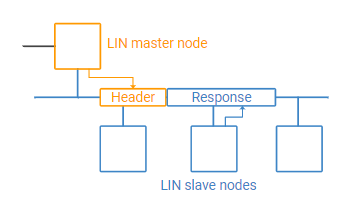 LIN master node
Header
Response
LIN slave nodes